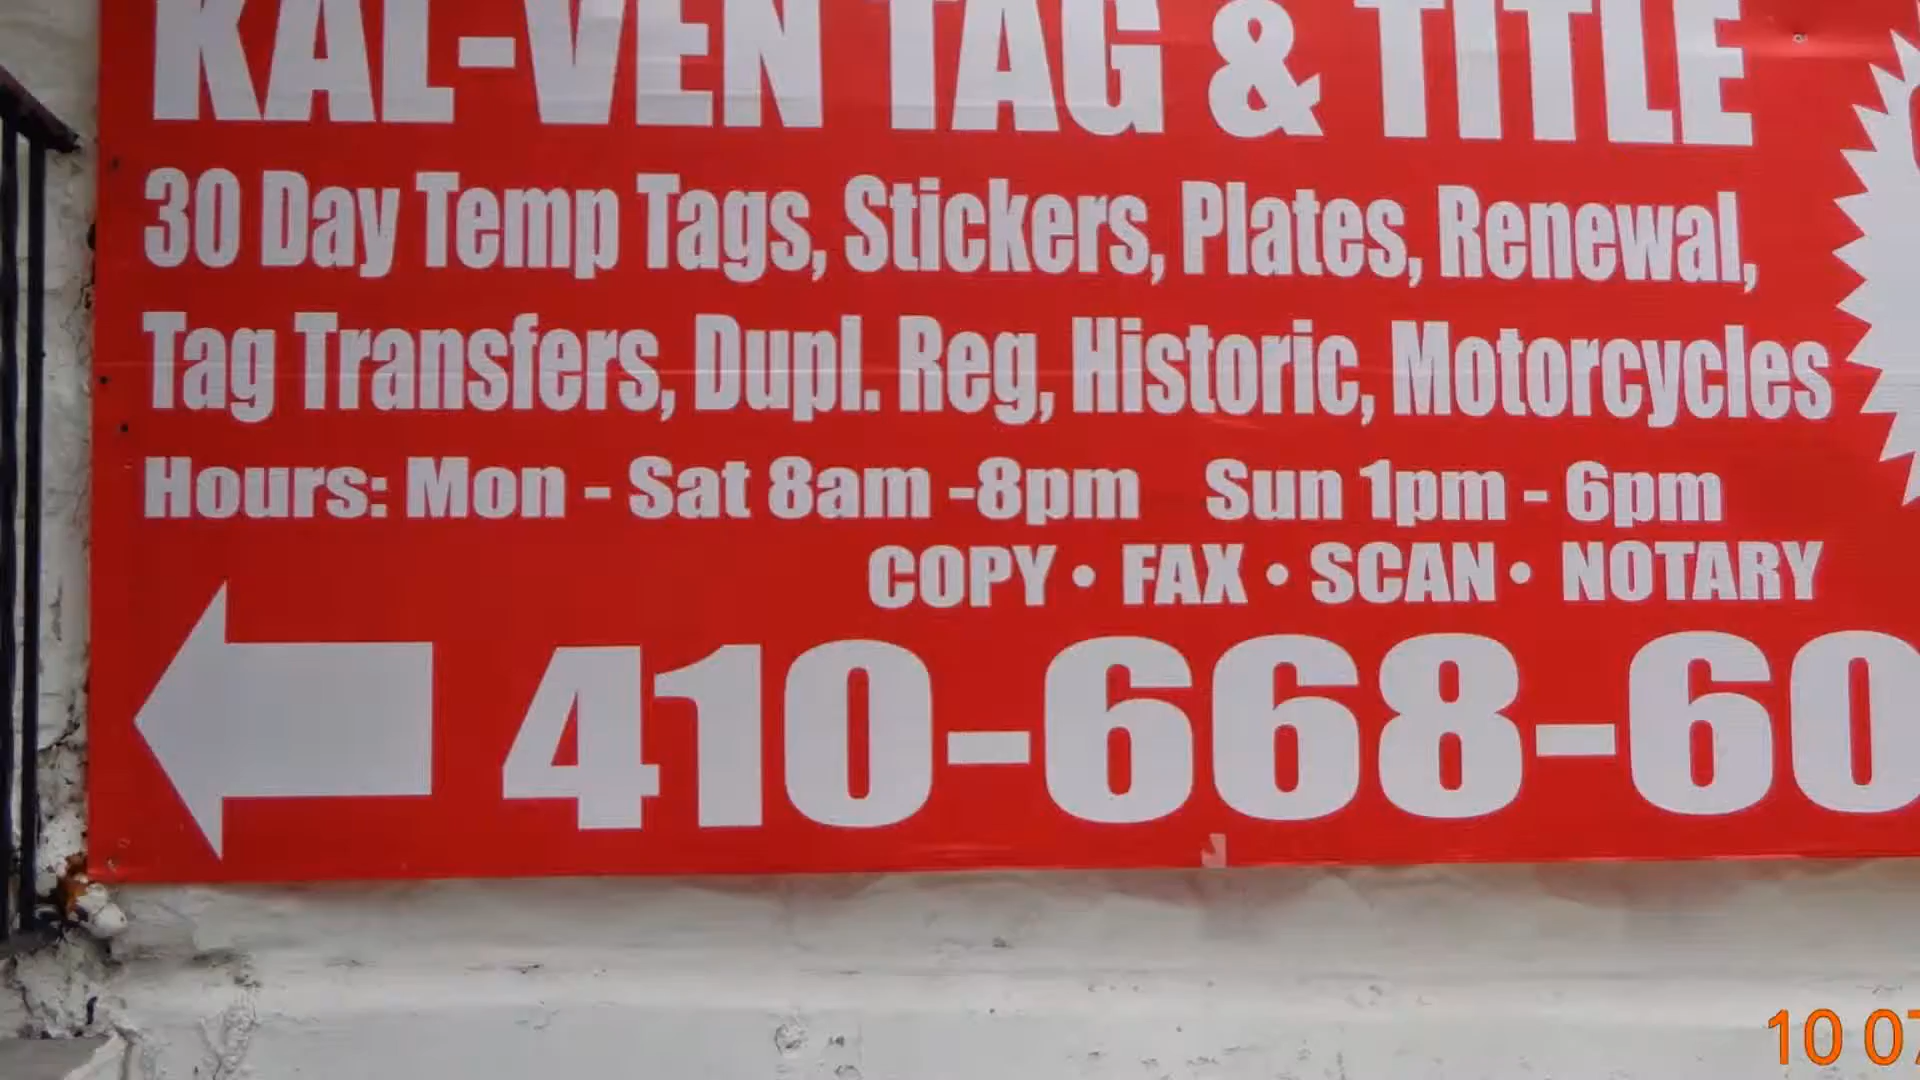 KAL-VEN TAG & TITLE
30 Day Temp Tags, Stickers, Plates, Renewal,
Tag Transfers, Dupl. Reg, Historic, Motorcycles
Hours: Mon - Sat 8am -8pm Sun 1pm - 6pm
COPY • FAX • SCAN • NOTARY
410-668-60
10 07